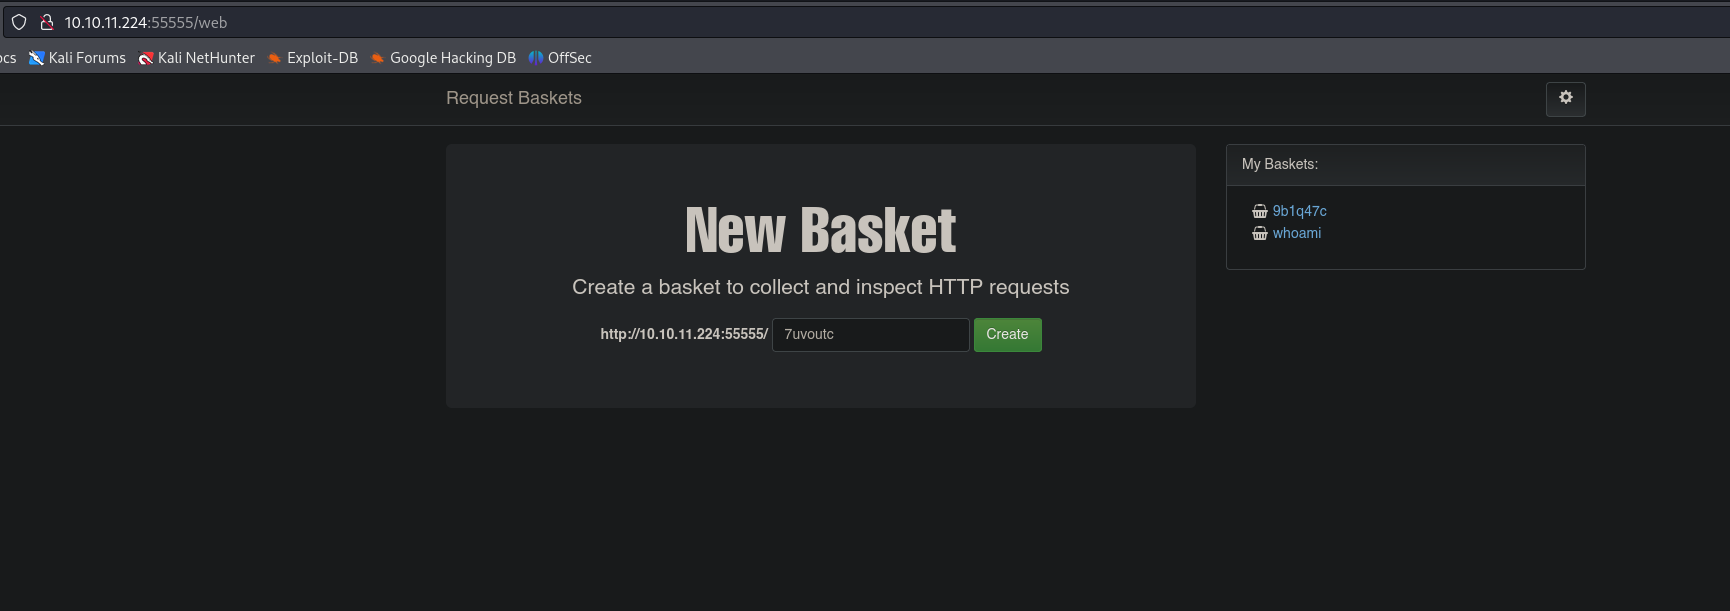 10.10.11.224:55555/web
ocs Kali Forums Kali NetHunter Exploit-DB Google Hacking DB OffSec
Request Baskets
New Basket
Create a basket to collect and inspect HTTP requests
http://10.10.11.224:55555/ 7uvoutc Create
My Baskets:
9b1q47c
whoami